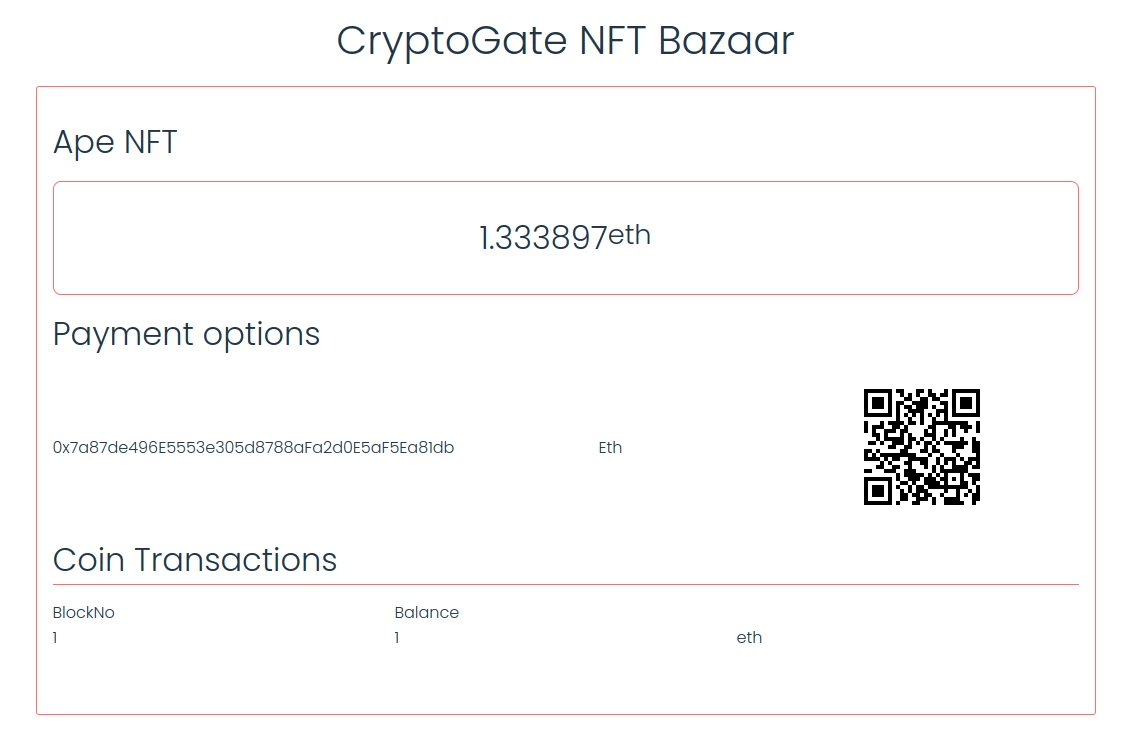 CryptoGate NFT Bazaar
Ape NFT
1.333897eth
Payment options
0x7a87de496E5553e305d8788aFa2d0E5aF5Ea81db Eth
Coin Transactions
BlockNo Balance
1 1 eth